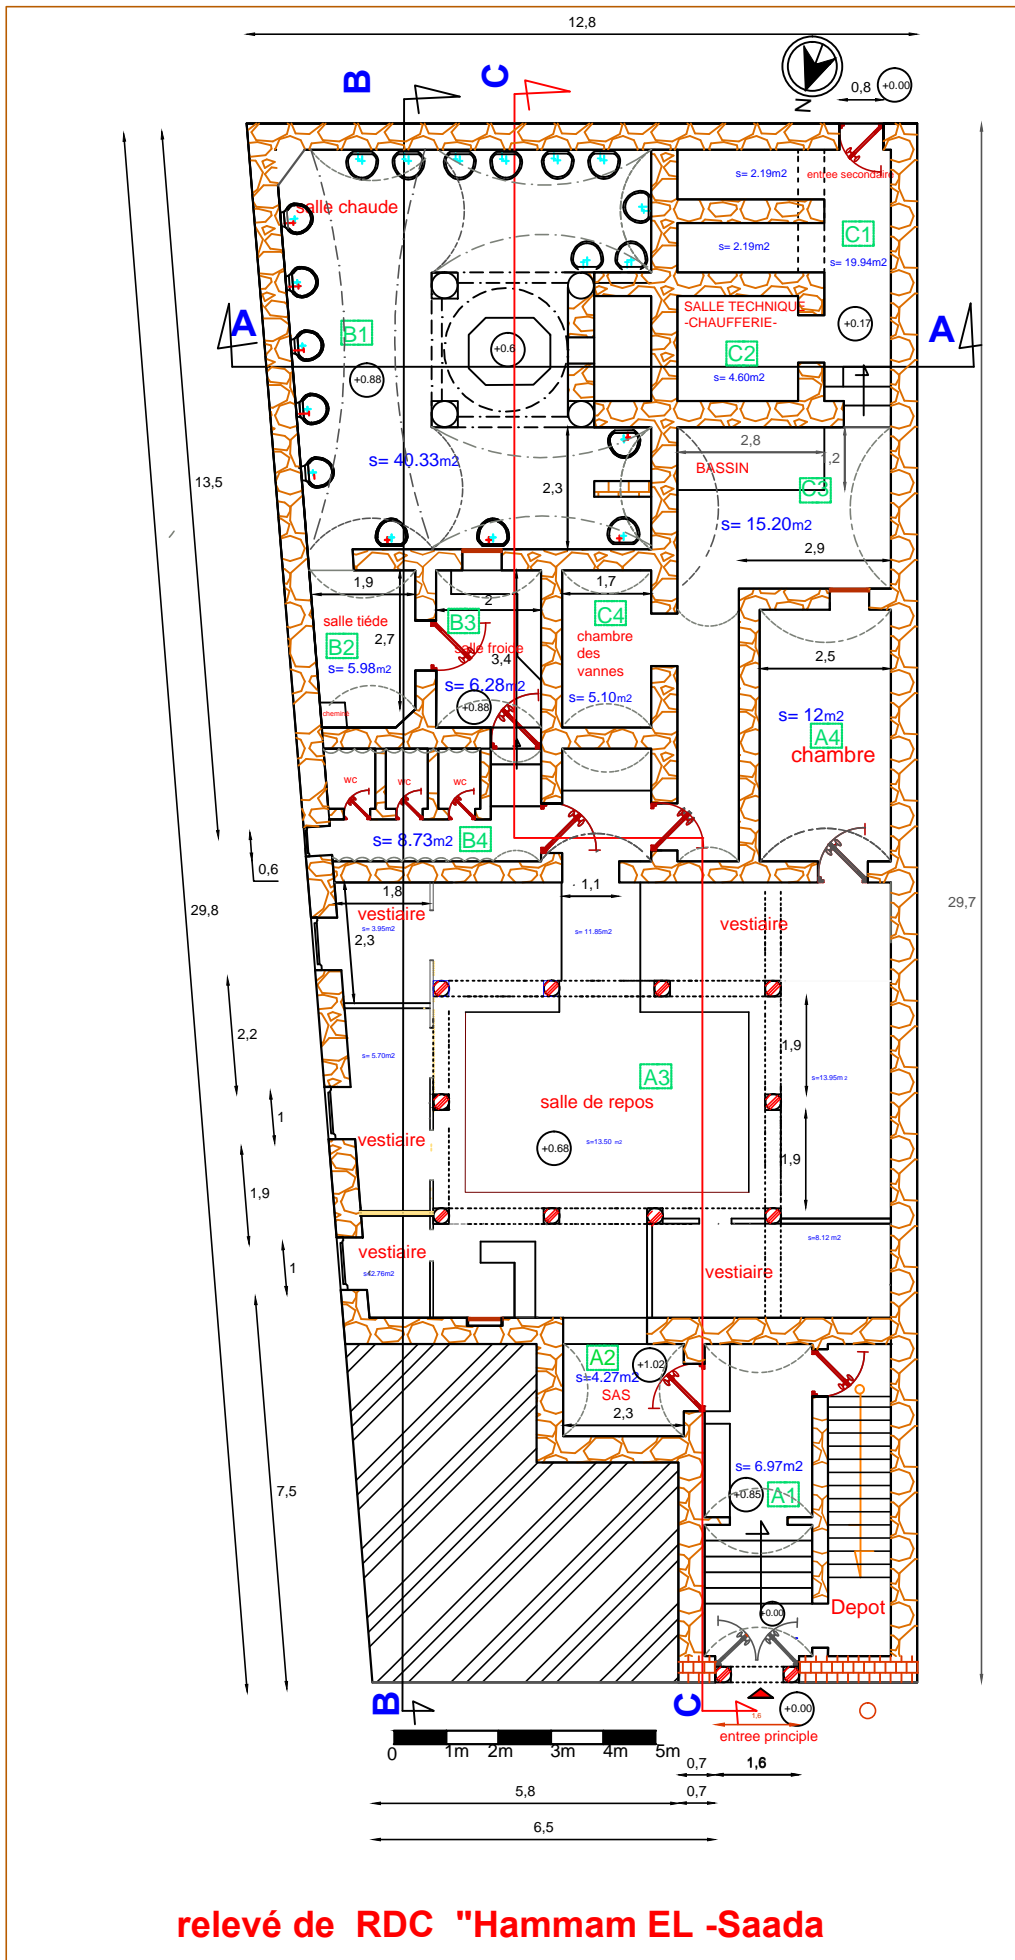 12,8
B
C
N
0,8
+0.00
s= 2.19m2
entree secondaire
salle chaude
C1
s= 2.19m2
s= 19.94m2
SALLE TECHNIQUE
-CHAUFFERIE-
A
B1
+0.6
C2
+0.17
A
+0.88
s= 4.60m2
2,8
s= 40.33m2
BASSIN
,2
13,5
2,3
C3
s= 15.20m2
2,9
1,9
2
1,7
salle tiéde
B3
C4
2,7
B2
salle froide
chambre
des
vannes
3,4
2,5
s= 5.98m2
s= 6.28m2
s= 5.10m2
cheminé
+0.88
s= 12m2
A4
chambre
wc
wc
wc
s= 8.73m2
B4
0,6
1,8
1,1
29,8
29,7
vestiaire
s= 3.95m2
2,3
s= 11.85m2
vestiaire
2,2
s= 5.70m2
A3
1,9
s=13.95m 2
salle de repos
1
vestiaire
+0.68
s=13.50 m2
1,9
1,9
vestiaire
s=8.12 m2
1
s=2.76m2
vestiaire
A2
+1.02
s=4.27m2
SAS
2,3
7,5
s= 6.97m2
+0.85
A1
+0.00
Depot
B
C
1,6
+0.00
entree principle
0
1m
2m
3m
4m
5m
0,7
1,6
5,8
0,7
6,5
relevé de RDC "Hammam EL -Saada